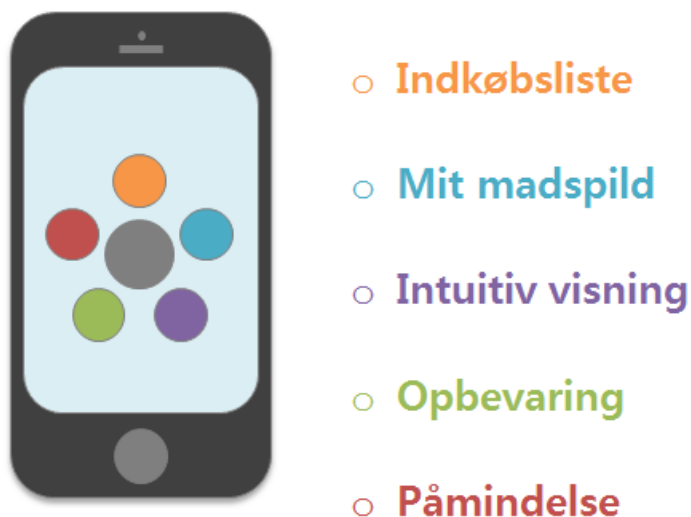 Indkøbsliste
Mit madspild
Intuitiv visning
Opbevaring
Påmindelse